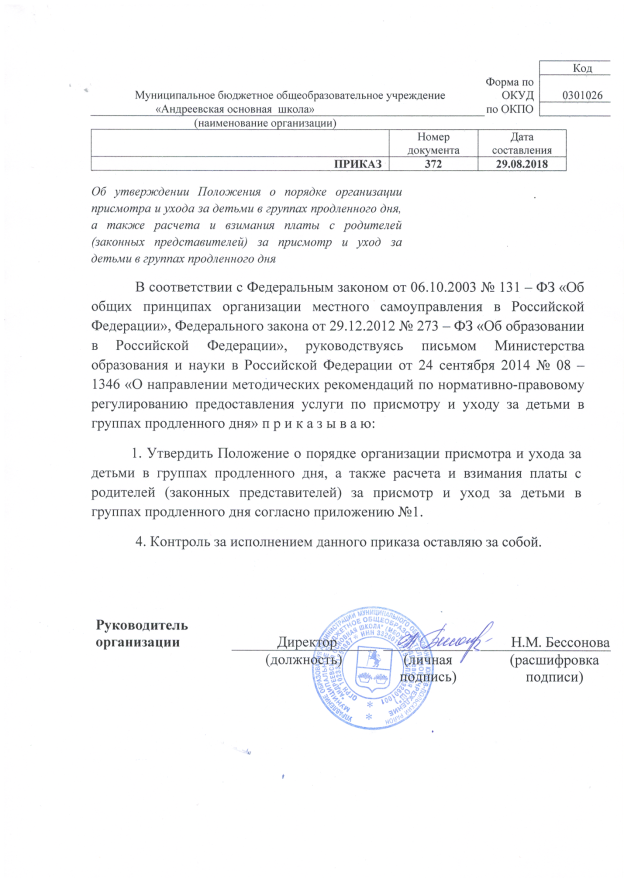 Код
Форма по
Муниципальное бюджетное общеобразовательное учреждение ОКУД 0301026
«Андреевская основная школа» по ОКПО
(наименование организации)
Номер документа Дата составления
ПРИКАЗ 372 29.08.2018
Об утверждении Положения о порядке организации
присмотра и ухода за детьми в группах продленного дня,
а также расчета и взимания платы с родителей
(законных представителей) за присмотр и уход за
детьми в группах продленного дня
В соответствии с Федеральным законом от 06.10.2003 № 131 – ФЗ «Об
общих принципах организации местного самоуправления в Российской
Федерации», Федерального закона от 29.12.2012 № 273 – ФЗ «Об образовании
в Российской Федерации», руководствуясь письмом Министерства
образования и науки в Российской Федерации от 24 сентября 2014 № 08 –
1346 «О направлении методических рекомендаций по нормативно-правовому
регулированию предоставления услуги по присмотру и уходу за детьми в
группах продленного дня» п р и к а з ы в а ю:
1. Утвердить Положение о порядке организации присмотра и ухода за
детьми в группах продленного дня, а также расчета и взимания платы с
родителей (законных представителей) за присмотр и уход за детьми в
группах продленного дня согласно приложению №1.
4. Контроль за исполнением данного приказа оставляю за собой.
Руководитель
организации Директор Н.М. Бессонова
(должность) (личная (расшифровка
подпись) подписи)